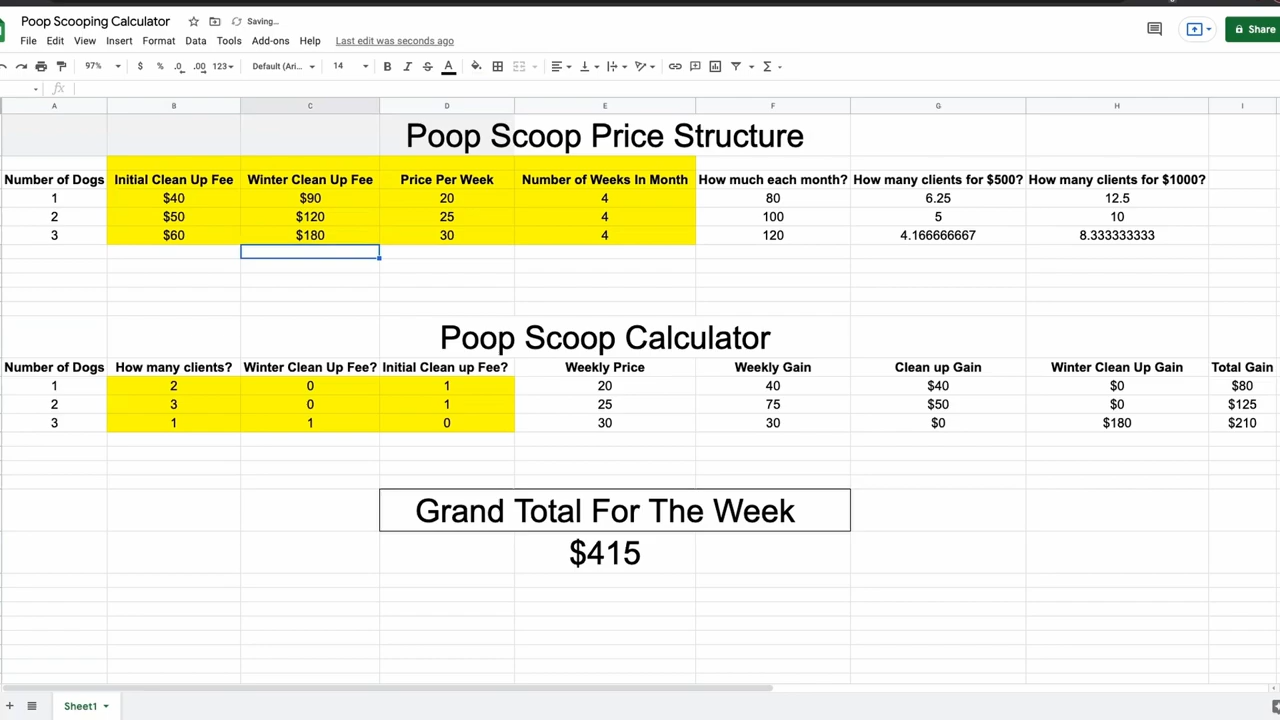 Poop Scooping Calculator Saving...
File Edit View Insert Format Data Tools Add-ons Help Last edit was seconds ago
Share
97% $ % .0 .00 123 Default (Ari... 14 B I S A
fx
A B C D E F G H I
Poop Scoop Price Structure
Number of Dogs Initial Clean Up Fee Winter Clean Up Fee Price Per Week Number of Weeks In Month How much each month? How many clients for $500? How many clients for $1000?
1 $40 $90 20 4 80 6.25 12.5
2 $50 $120 25 4 100 5 10
3 $60 $180 30 4 120 4.166666667 8.333333333
Poop Scoop Calculator
Number of Dogs How many clients? Winter Clean Up Fee? Initial Clean up Fee? Weekly Price Weekly Gain Clean up Gain Winter Clean Up Gain Total Gain
1 2 0 1 20 40 $40 $0 $80
2 3 0 1 25 75 $50 $0 $125
3 1 1 0 30 30 $0 $180 $210
Grand Total For The Week
$415
Sheet1